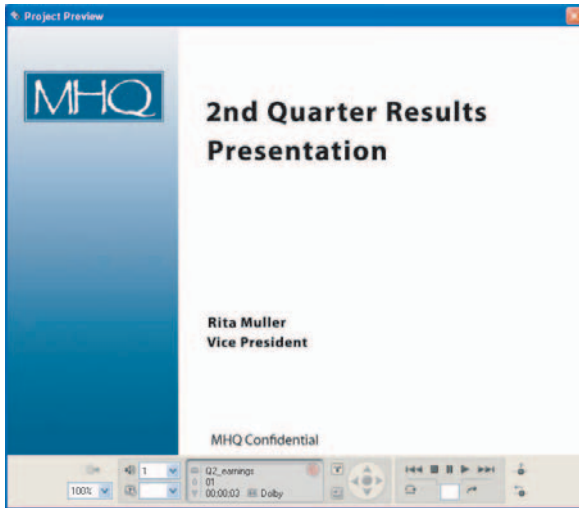 Project Preview
MHQ
2nd Quarter Results
Presentation
Rita Muller
Vice President
MHQ Confidential
1
Q2_earnings
01
100%
00:00:03 Dolby